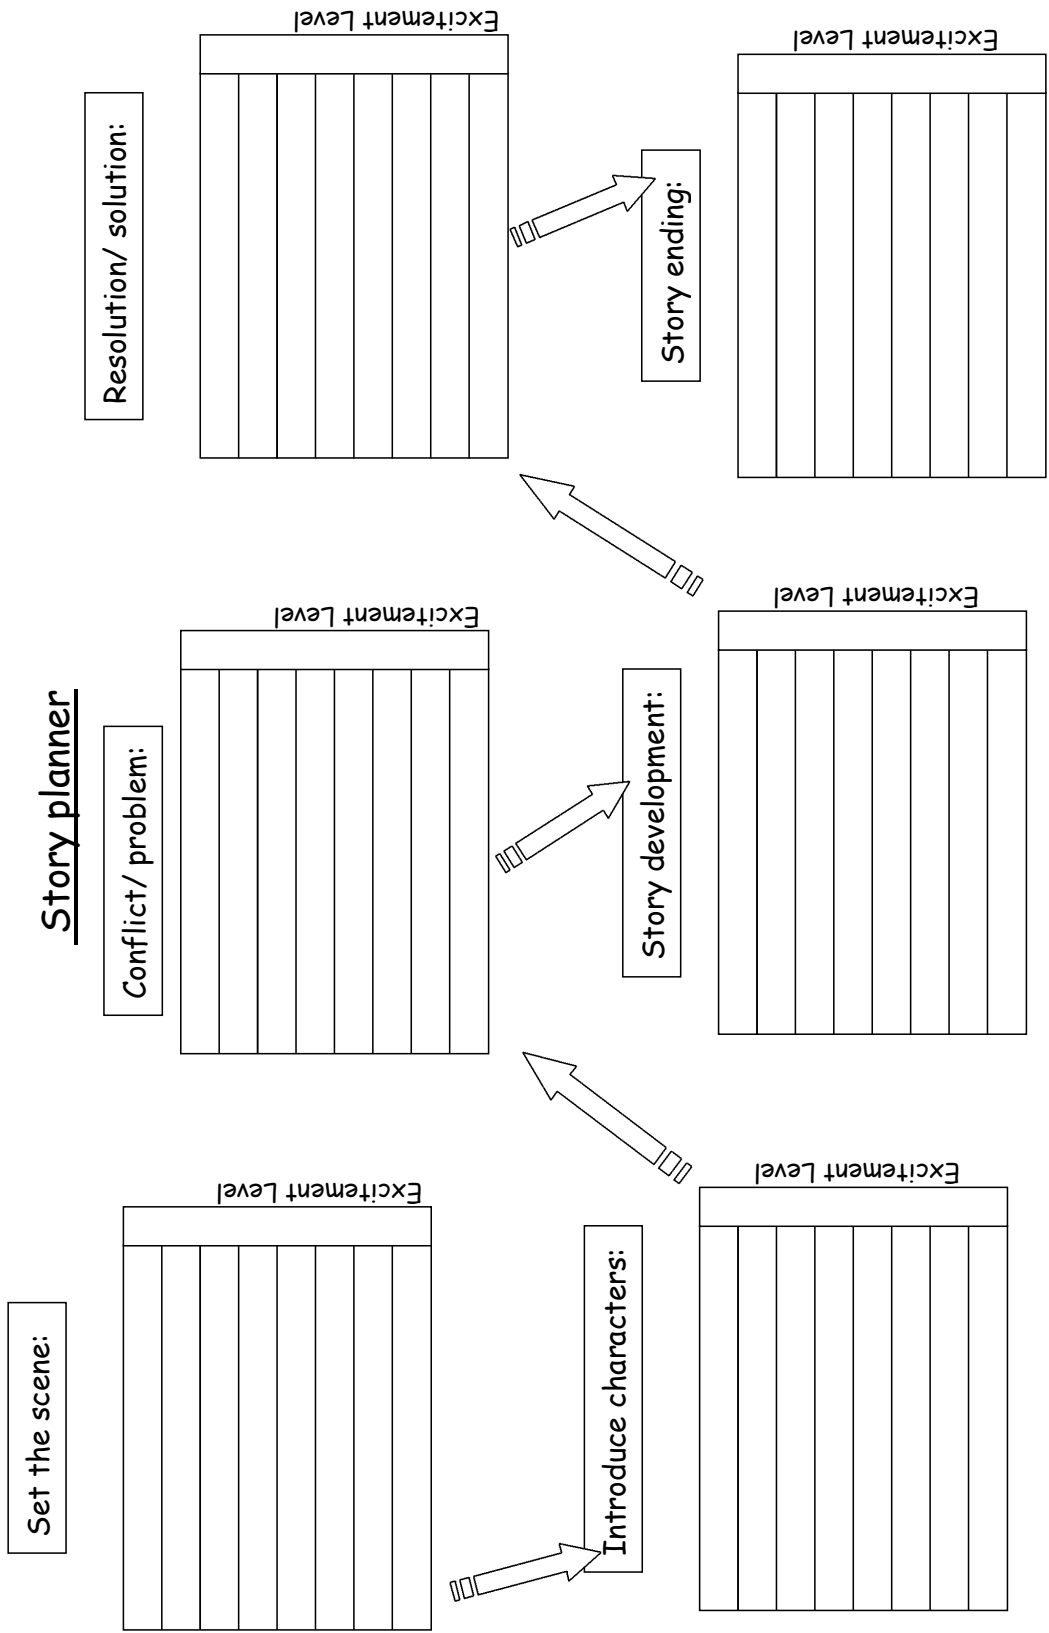 Story planner
Set the scene:
Excitement Level
Introduce characters:
Excitement Level
Conflict/ problem:
Excitement Level
Story development:
Excitement Level
Resolution/ solution:
Excitement Level
Story ending:
Excitement Level